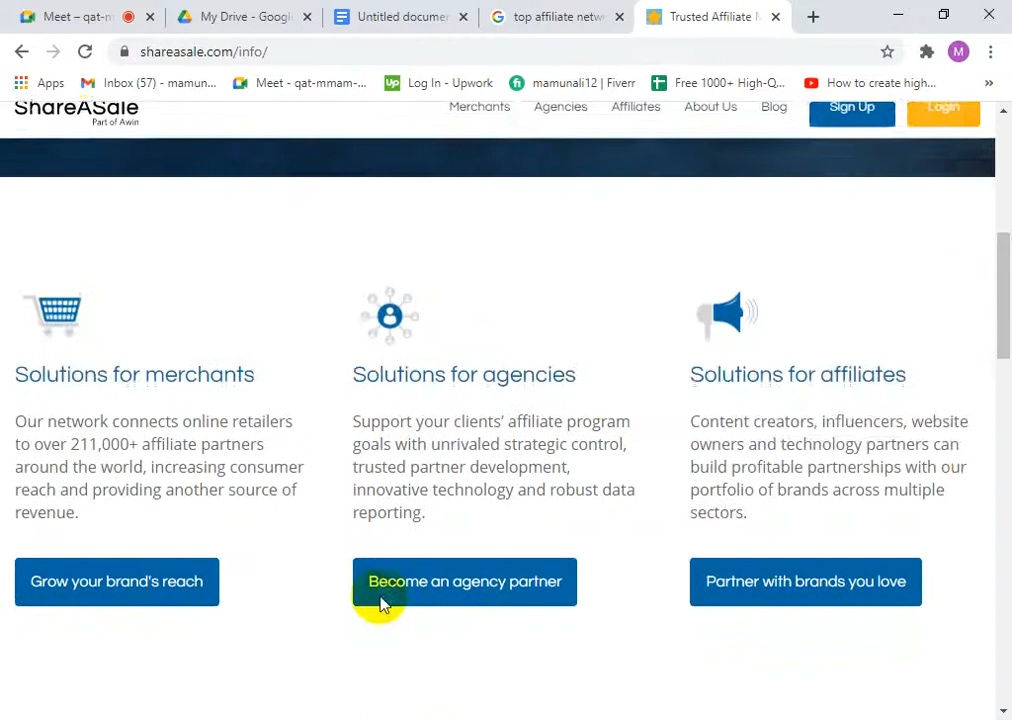 Meet – qat-m
My Drive - Google
Untitled docume
top affiliate netw
Trusted Affiliate M
shareasale.com/info/
M
Apps
Inbox (57) - mamun...
Meet - qat-mmam-...
Up
Log In - Upwork
fi
mamunali12 | Fiverr
Free 1000+ High-Q...
How to create high...
»
ShareASale
Part of Awin
Merchants
Agencies
Affiliates
About Us
Blog
Sign Up
Login
Solutions for merchants
Our network connects online retailers
to over 211,000+ affiliate partners
around the world, increasing consumer
reach and providing another source of
revenue.
Grow your brand's reach
Solutions for agencies
Support your clients’ affiliate program
goals with unrivaled strategic control,
trusted partner development,
innovative technology and robust data
reporting.
Become an agency partner
Solutions for affiliates
Content creators, influencers, website
owners and technology partners can
build profitable partnerships with our
portfolio of brands across multiple
sectors.
Partner with brands you love